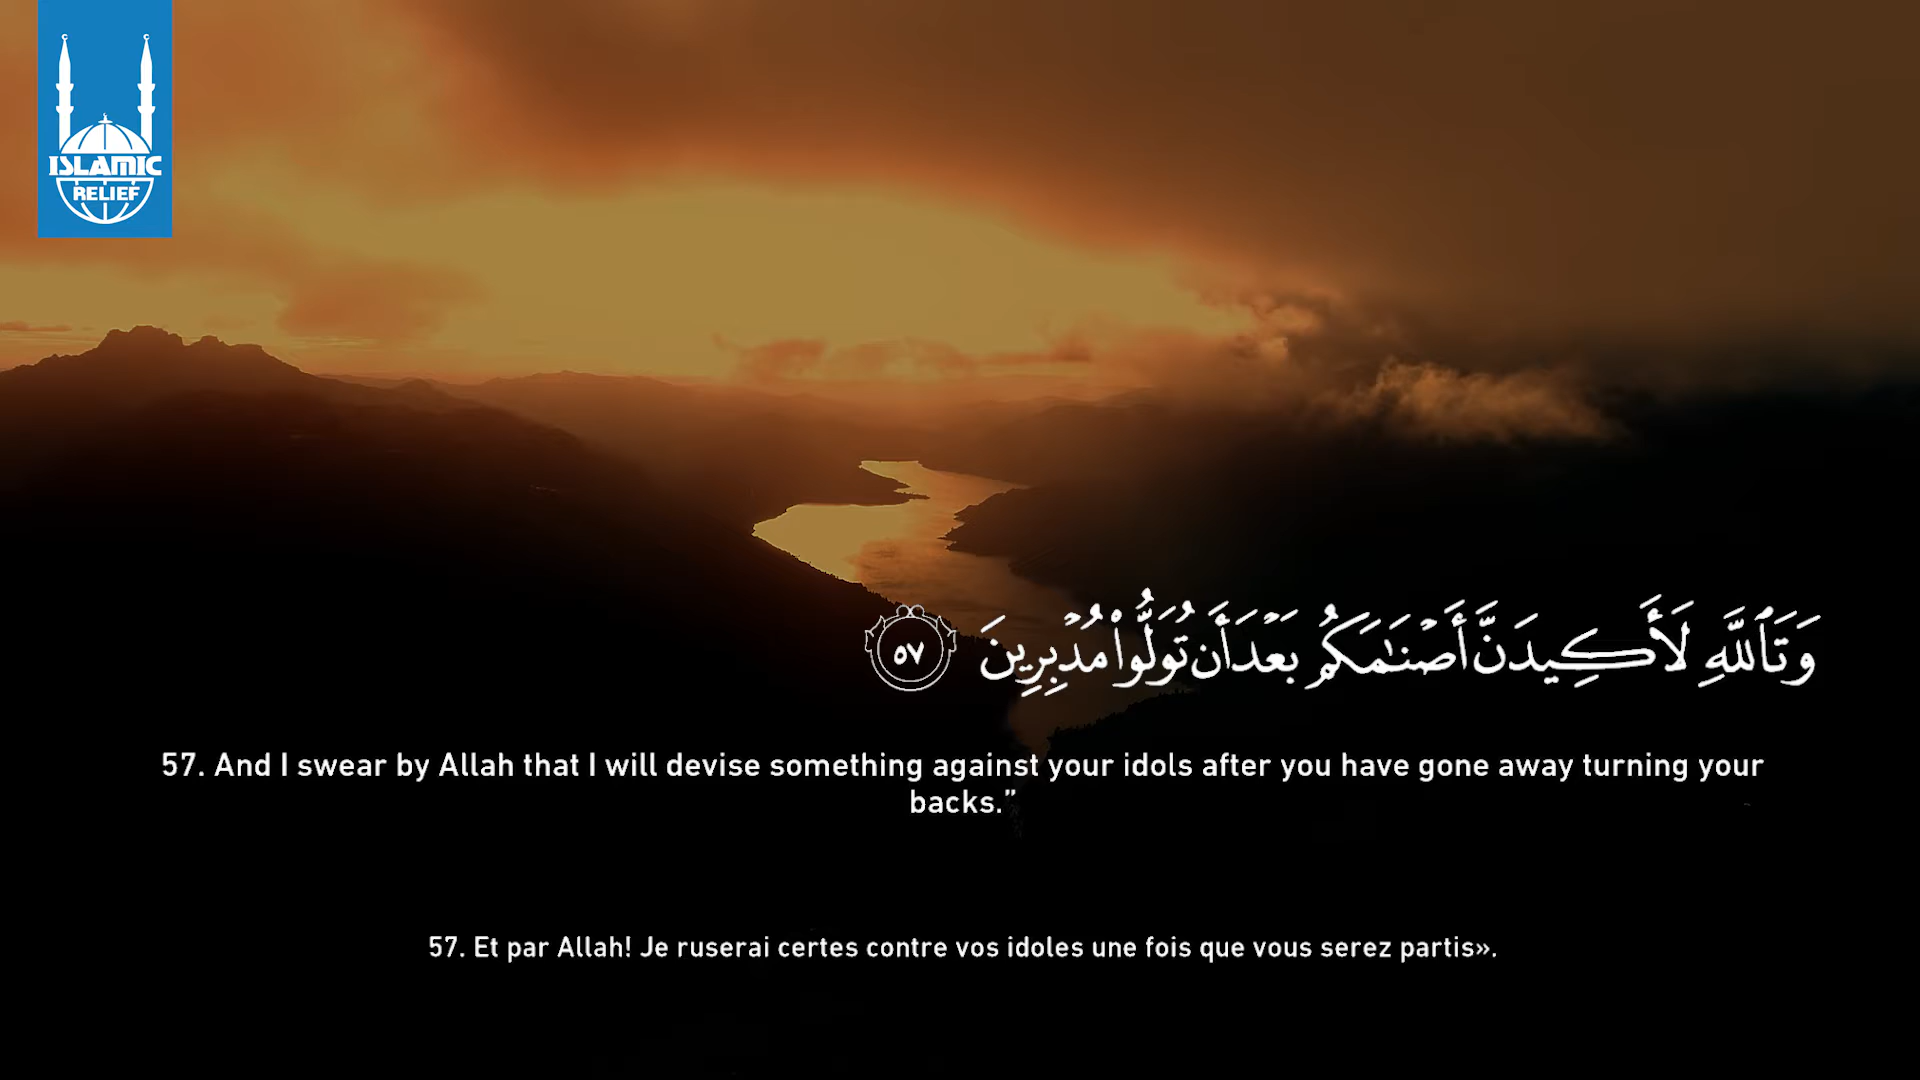 ISLAMIC
RELIEF
وَتَٱللَّهِ لَأَكِيدَنَّ أَصْنَـٰمَكُم بَعْدَ أَن تُوَلُّوا۟ مُدْبِرِينَ ٥٧
57. And I swear by Allah that I will devise something against your idols after you have gone away turning your
backs.”
57. Et par Allah! Je ruserai certes contre vos idoles une fois que vous serez partis».